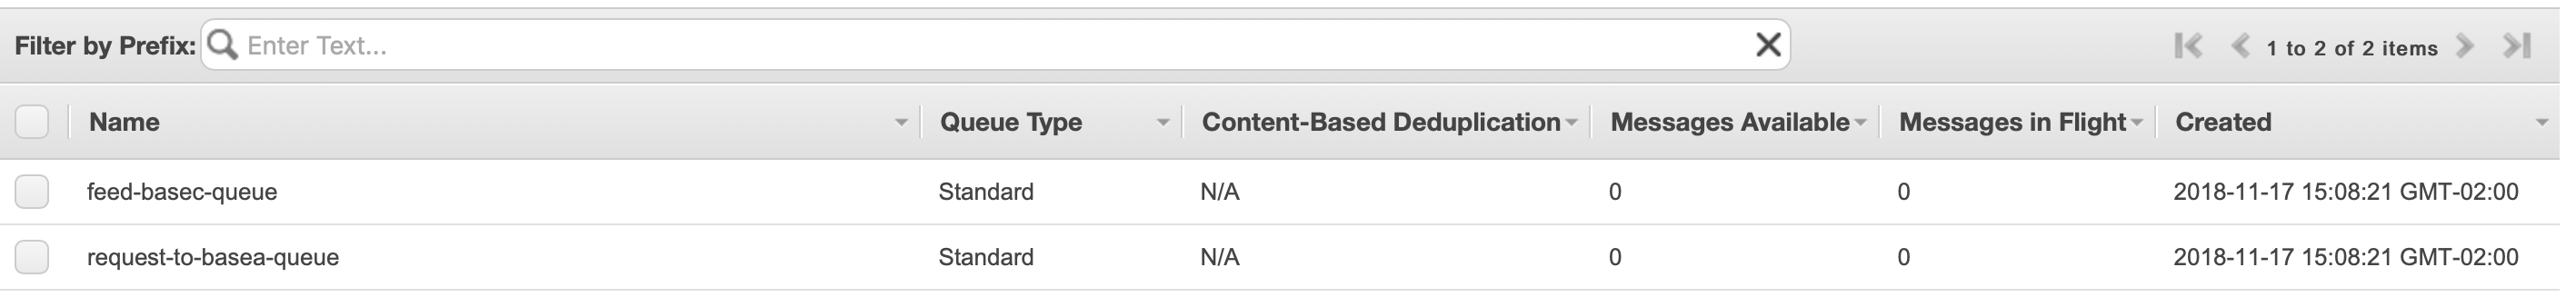 Filter by Prefix: Enter Text... 1 to 2 of 2 items
Name Queue Type Content-Based Deduplication Messages Available Messages in Flight Created
feed-basec-queue Standard N/A 0 0 2018-11-17 15:08:21 GMT-02:00
request-to-basea-queue Standard N/A 0 0 2018-11-17 15:08:21 GMT-02:00